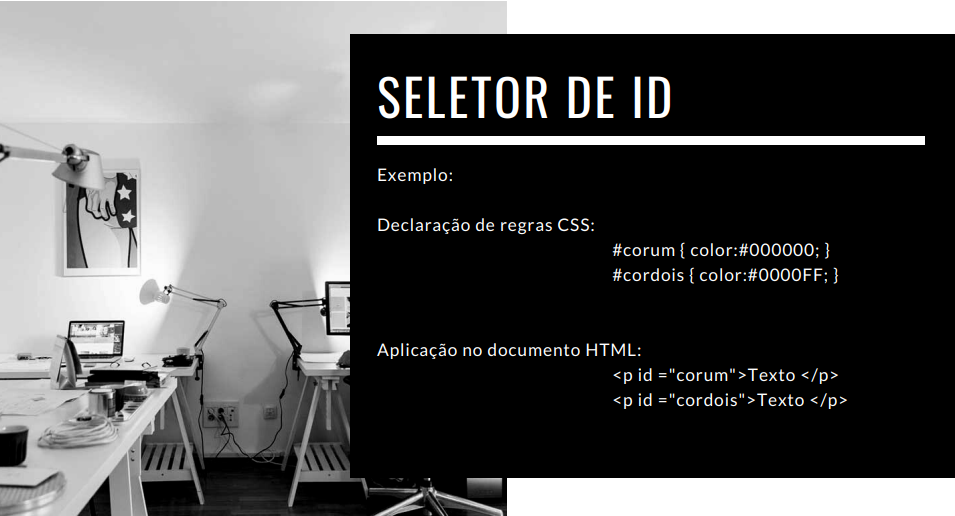 SELETOR DE ID
Exemplo:
Declaração de regras CSS:
#corum { color:#000000; }
#cordois { color:#0000FF; }
Aplicação no documento HTML:
<p id ="corum">Texto </p>
<p id ="cordois">Texto </p>